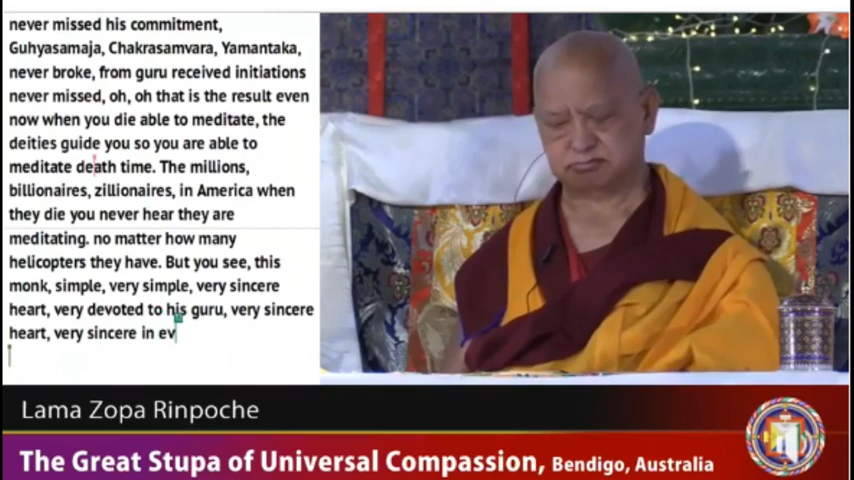 never missed his commitment,
Guhyasamaja, Chakrasamvara, Yamantaka,
never broke, from guru received initiations
never missed, oh, oh that is the result even
now when you die able to meditate, the
deities guide you so you are able to
meditate death time. The millions,
billionaires, zillionaires, in America when
they die you never hear they are
meditating. no matter how many
helicopters they have. But you see, this
monk, simple, very simple, very sincere
heart, very devoted to his guru, very sincere
heart, very sincere in ev
Lama Zopa Rinpoche
The Great Stupa of Universal Compassion, Bendigo, Australia